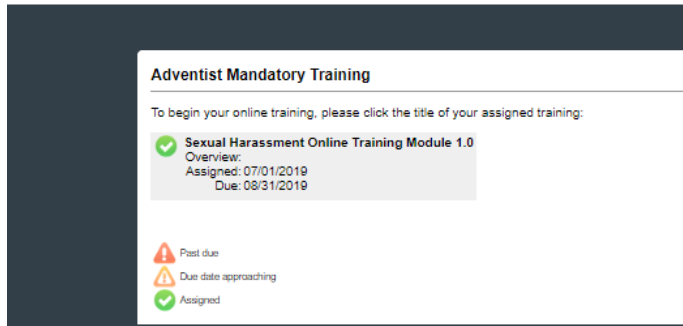 Adventist Mandatory Training
To begin your online training, please click the title of your assigned training:
Sexual Harassment Online Training Module 1.0
Overview:
Assigned: 07/01/2019
Due: 08/31/2019
Past due
Due date approaching
Assigned